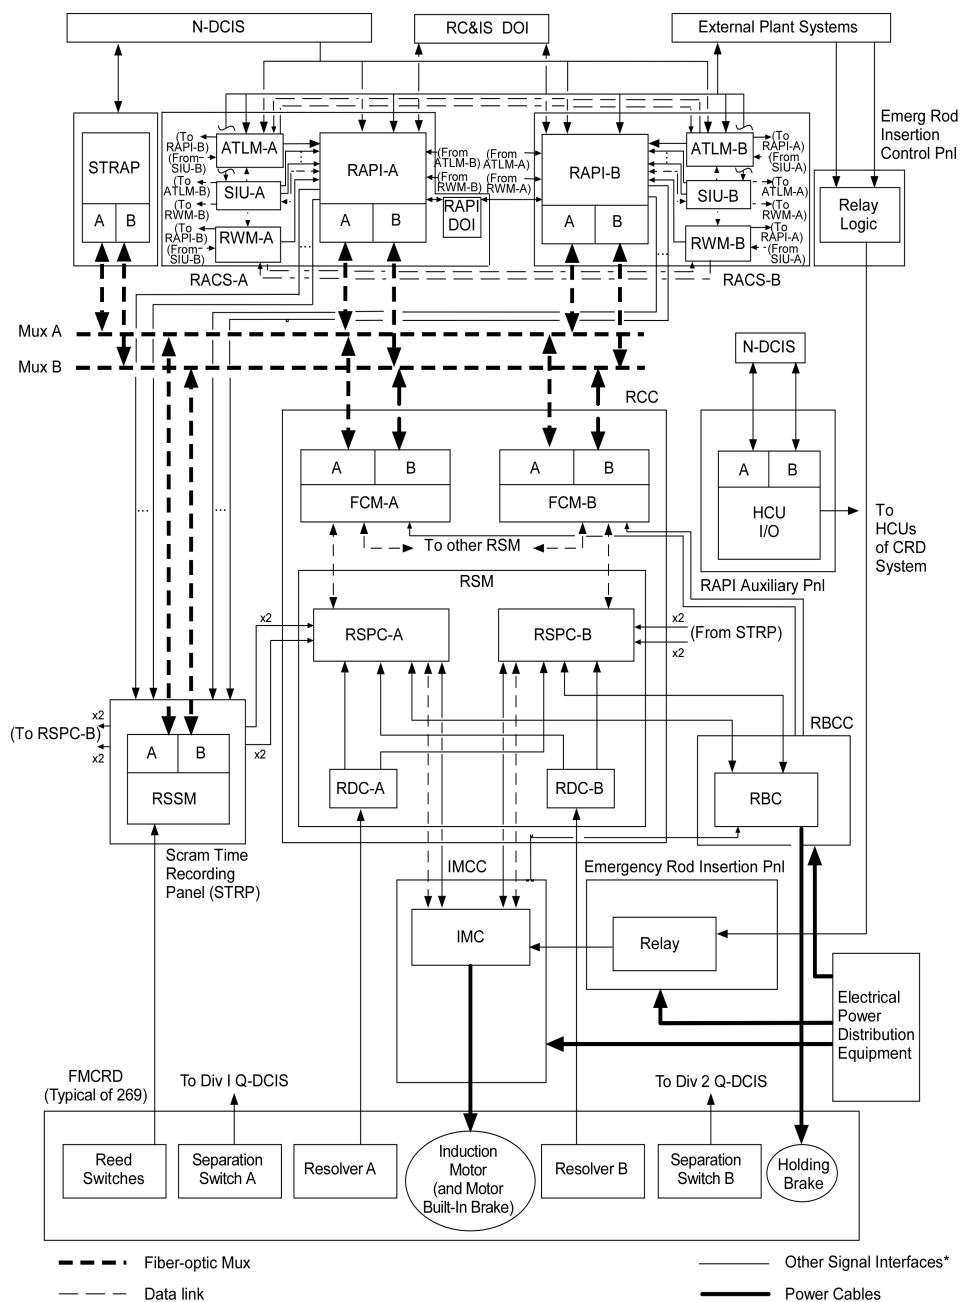 N-DCIS
RC&IS DOI
External Plant Systems
Emerg Rod
Insertion
Control Pnl
STRAP
A
B
(To
RAPI-B)
(From
SIU-B)
(To
ATLM-B)
(To
RWM-B)
(To
RAPI-B)
(From
SIU-B)
ATLM-A
SIU-A
RWM-A
RAPI-A
A
B
(From
ATLM-B)
(From
RWM-B)
RAPI
DOI
(From
ATLM-A)
(From
RWM-A)
RAPI-B
A
B
ATLM-B
SIU-B
RWM-B
(To
RAPI-A)
(From
SIU-A)
(To
ATLM-A)
(To
RWM-A)
(To
RAPI-A)
(From
SIU-A)
Relay
Logic
...
...
RACS-A
RACS-B
Mux A
Mux B
N-DCIS
RCC
A
B
FCM-A
A
B
FCM-B
A
B
HCU
I/O
To
HCUs
of CRD
System
RAPI Auxiliary Pnl
...
...
To other RSM
RSM
RSPC-A
RSPC-B
x2
x2
x2
x2
(From STRP)
x2
(To RSPC-B)
x2
A
B
RSSM
Scram Time
Recording
Panel (STRP)
RDC-A
RDC-B
RBCC
RBC
IMCC
IMC
Emergency Rod Insertion Pnl
Relay
Electrical
Power
Distribution
Equipment
FMCRD
(Typical of 269)
To Div I Q-DCIS
To Div 2 Q-DCIS
Reed
Switches
Separation
Switch A
Resolver A
Induction
Motor
(and Motor
Built-In Brake)
Resolver B
Separation
Switch B
Holding
Brake
Fiber-optic Mux
Data link
Other Signal Interfaces*
Power Cables